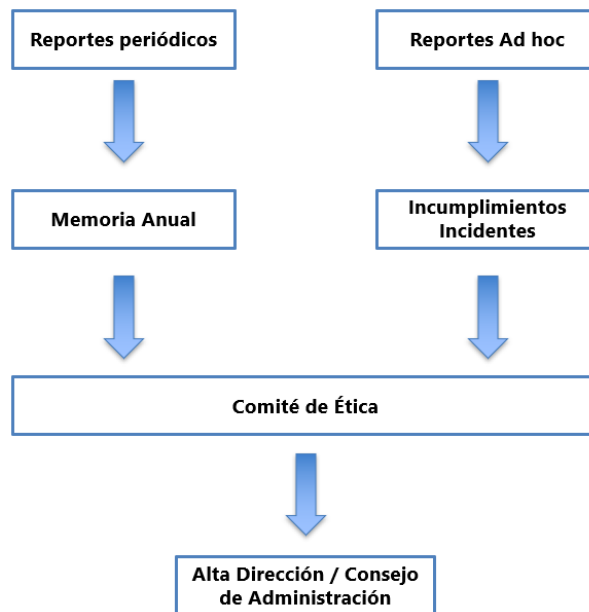 Reportes periódicos
Reportes Ad hoc
Memoria Anual
Incumplimientos
Incidentes
Comité de Ética
Alta Dirección / Consejo
de Administración